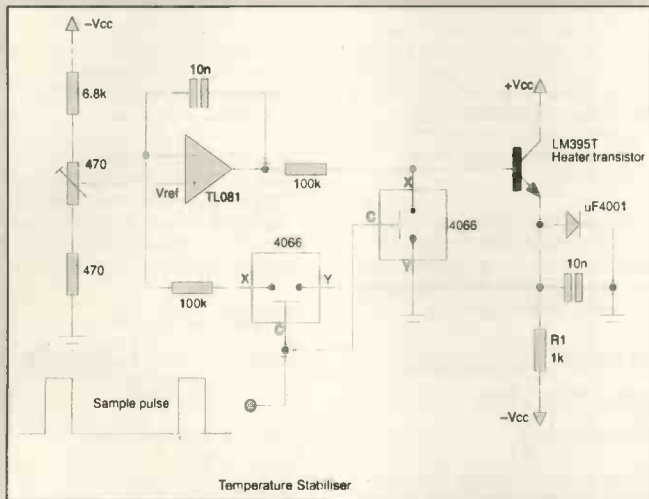 –Vcc
10n
6.8k
+Vcc
LM395T
Heater transistor
470
Vref
TL081
100k
X
C
4066
uF4001
4066
Y
470
X
Y
10n
100k
C
R1
1k
Sample pulse
–Vcc
Temperature Stabiliser